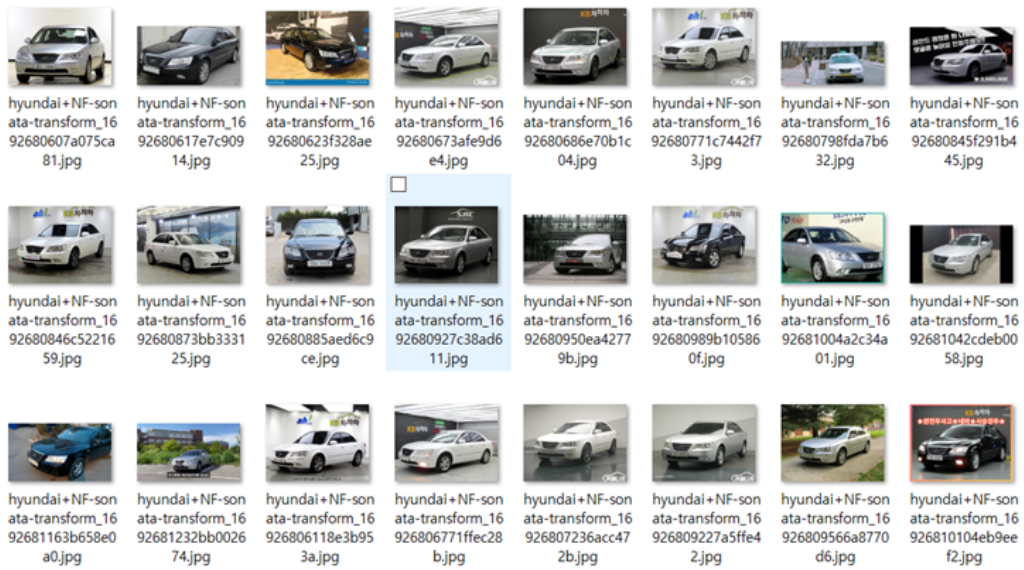 hyundai+NF-son
ata-transform_16
92680607a075ca
81.jpg
hyundai+NF-son
ata-transform_16
92680617e7c909
14.jpg
hyundai+NF-son
ata-transform_16
92680623f328ae
25.jpg
hyundai+NF-son
ata-transform_16
92680673afe9d6
e4.jpg
hyundai+NF-son
ata-transform_16
92680686e70b1c
04.jpg
hyundai+NF-son
ata-transform_16
92680771c7442f7
3.jpg
hyundai+NF-son
ata-transform_16
92680798fda7b6
32.jpg
hyundai+NF-son
ata-transform_16
92680845f291b4
45.jpg
hyundai+NF-son
ata-transform_16
92680846c52216
59.jpg
hyundai+NF-son
ata-transform_16
92680873bb3331
25.jpg
hyundai+NF-son
ata-transform_16
92680885aed6c9
ce.jpg
hyundai+NF-son
ata-transform_16
92680927c38ad6
11.jpg
hyundai+NF-son
ata-transform_16
92680950ea4277
9b.jpg
hyundai+NF-son
ata-transform_16
92680989b10586
0f.jpg
hyundai+NF-son
ata-transform_16
92681004a2c34a
01.jpg
hyundai+NF-son
ata-transform_16
92681042cdeb00
58.jpg
hyundai+NF-son
ata-transform_16
92681163b658e0
a0.jpg
hyundai+NF-son
ata-transform_16
92681232bb0026
74.jpg
hyundai+NF-son
ata-transform_16
926806118e3b95
3a.jpg
hyundai+NF-son
ata-transform_16
926806771ffec28
b.jpg
hyundai+NF-son
ata-transform_16
926807236acc47
2b.jpg
hyundai+NF-son
ata-transform_16
926809227a5ffe4
2.jpg
hyundai+NF-son
ata-transform_16
926809566a8770
d6.jpg
hyundai+NF-son
ata-transform_16
926810104eb9ee
f2.jpg